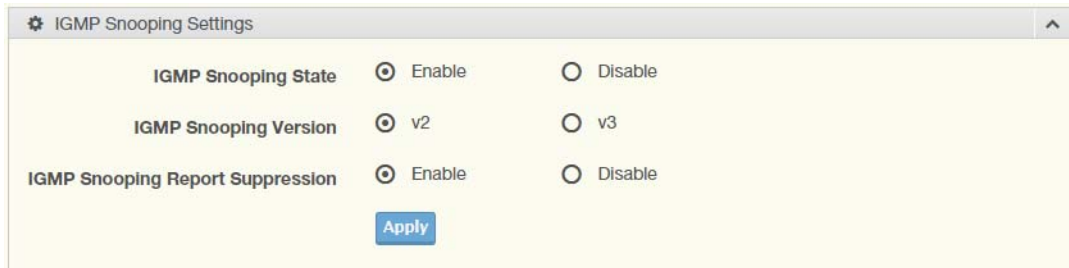 IGMP Snooping Settings
IGMP Snooping State Enable Disable
IGMP Snooping Version v2 v3
IGMP Snooping Report Suppression Enable Disable
Apply